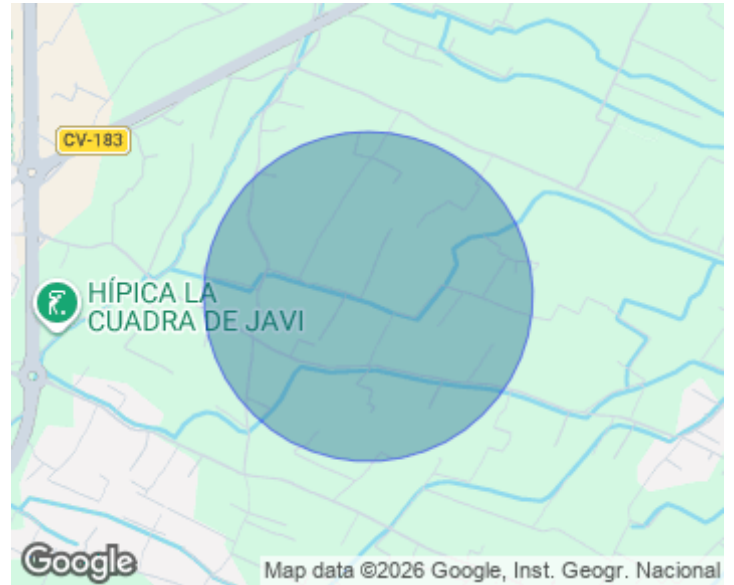 CV-183
HÍPICA LA
CUADRA DE JAVI
Google
Map data ©2026 Google, Inst. Geogr. Nacional